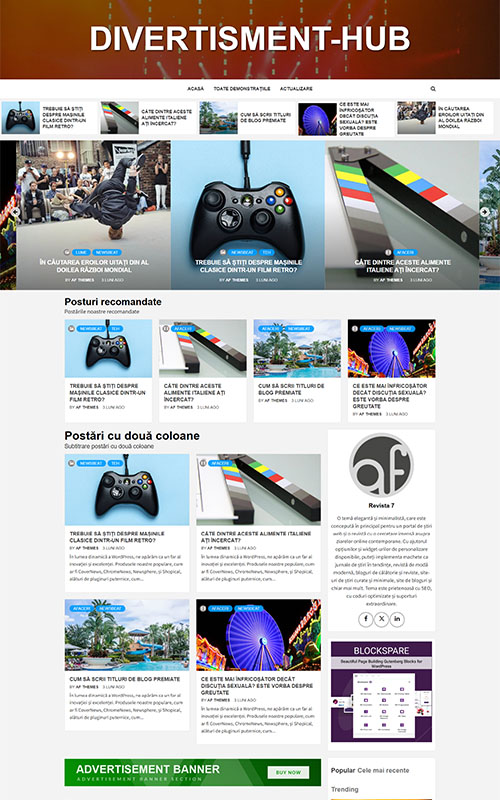 DIVERTISMENT-HUB
ACASĂ TOATE DEMONSTRAȚIILE ACTUALIZARE
TREBUIE SĂ ȘTIȚI
DESPRE MAȘINILE
CLASICE DINTR-UN
FILM RETRO?
CÂTE DINTRE ACESTE
ALIMENTE ITALIENE
AȚI ÎNCERCAT?
CUM SĂ SCRII TITLURI
DE BLOG PREMIATE
CE ESTE MAI
ÎNFRICOȘĂTOR
DECÂT DISCUȚIA
SEXUALĂ? ESTE
VORBA DESPRE
GREUTATE
ÎN CĂUTAREA
EROILOR UITAȚI DIN
AL DOILEA RĂZBOI
MONDIAL
LUME NEWSBEAT
ÎN CĂUTAREA EROILOR UITAȚI DIN AL
DOILEA RĂZBOI MONDIAL
BY AF THEMES 3 LUNI AGO
AFACERI NEWSBEAT TEH
TREBUIE SĂ ȘTIȚI DESPRE MAȘINILE
CLASICE DINTR-UN FILM RETRO?
BY AF THEMES 3 LUNI AGO
AFACERI
CÂTE DINTRE ACESTE ALIMENTE
ITALIENE AȚI ÎNCERCAT?
BY AF THEMES 3 LUNI AGO
Posturi recomandate
Postările noastre recomandate
NEWSBEAT TEH
TREBUIE SĂ ȘTIȚI DESPRE
MAȘINILE CLASICE DINTR-UN
FILM RETRO?
BY AF THEMES 3 LUNI AGO
AFACERI
CÂTE DINTRE ACESTE
ALIMENTE ITALIENE AȚI
ÎNCERCAT?
BY AF THEMES 3 LUNI AGO
AFACERI NEWSBEAT
CUM SĂ SCRII TITLURI DE
BLOG PREMIATE
BY AF THEMES 3 LUNI AGO
AFACERI NEWSBEAT
CE ESTE MAI ÎNFRICOȘĂTOR
DECÂT DISCUȚIA SEXUALĂ?
ESTE VORBA DESPRE
GREUTATE
BY AF THEMES 3 LUNI AGO
Postări cu două coloane
Subtitrare postări cu două coloane
NEWSBEAT TEH
TREBUIE SĂ ȘTIȚI DESPRE MAȘINILE
CLASICE DINTR-UN FILM RETRO?
BY AF THEMES 3 LUNI AGO
În lumea dinamică a WordPress, ne apărăm ca un far al
inovației și excelenței. Produsele noastre populare, cum
ar fi CoverNews, ChromeNews, Newsphere, și Shopical,
alături de pluginuri puternice, cum...
AFACERI
CÂTE DINTRE ACESTE ALIMENTE ITALIENE
AȚI ÎNCERCAT?
BY AF THEMES 3 LUNI AGO
În lumea dinamică a WordPress, ne apărăm ca un far al
inovației și excelenței. Produsele noastre populare, cum
ar fi CoverNews, ChromeNews, Newsphere, și Shopical,
alături de pluginuri puternice, cum...
AFACERI NEWSBEAT
CUM SĂ SCRII TITLURI DE BLOG PREMIATE
BY AF THEMES 3 LUNI AGO
În lumea dinamică a WordPress, ne apărăm ca un far al
inovației și excelenței. Produsele noastre populare, cum
ar fi CoverNews, ChromeNews, Newsphere, și Shopical,
alături de pluginuri puternice, cum...
AFACERI NEWSBEAT
CE ESTE MAI ÎNFRICOȘĂTOR DECÂT
DISCUȚIA SEXUALĂ? ESTE VORBA DESPRE
GREUTATE
BY AF THEMES 3 LUNI AGO
În lumea dinamică a WordPress, ne apărăm ca un far al
inovației și excelenței. Produsele noastre populare, cum
ar fi CoverNews, ChromeNews, Newsphere, și Shopical,
alături de pluginuri puternice, cum...
ADVERTISEMENT BANNER
ADVERTISEMENT BANNER SECTION
BUY NOW
af
Revista 7
O temă elegantă și minimalistă, care este
concepută în principal pentru un portal de știri
web și o revistă cu o conținut intensă asupra
ziarelor online contemporane. Cu ajutorul
opțiunilor și widget-urilor de personalizare
disponibile, puteți implementa machete ca
jurnale de știri în tendințe, revistă de modă
modernă, bloguri de călătorie și reviste, site-
uri de știri curate și minimale, site de bloguri și
chiar mai mult. Tema este prietenoasă cu SEO,
cu coduri optimizate și suporturi
extraordinare.
BLOCKSPARE
Beautiful Page Building Gutenberg Blocks for
WordPress
Popular Cele mai recente
Trending